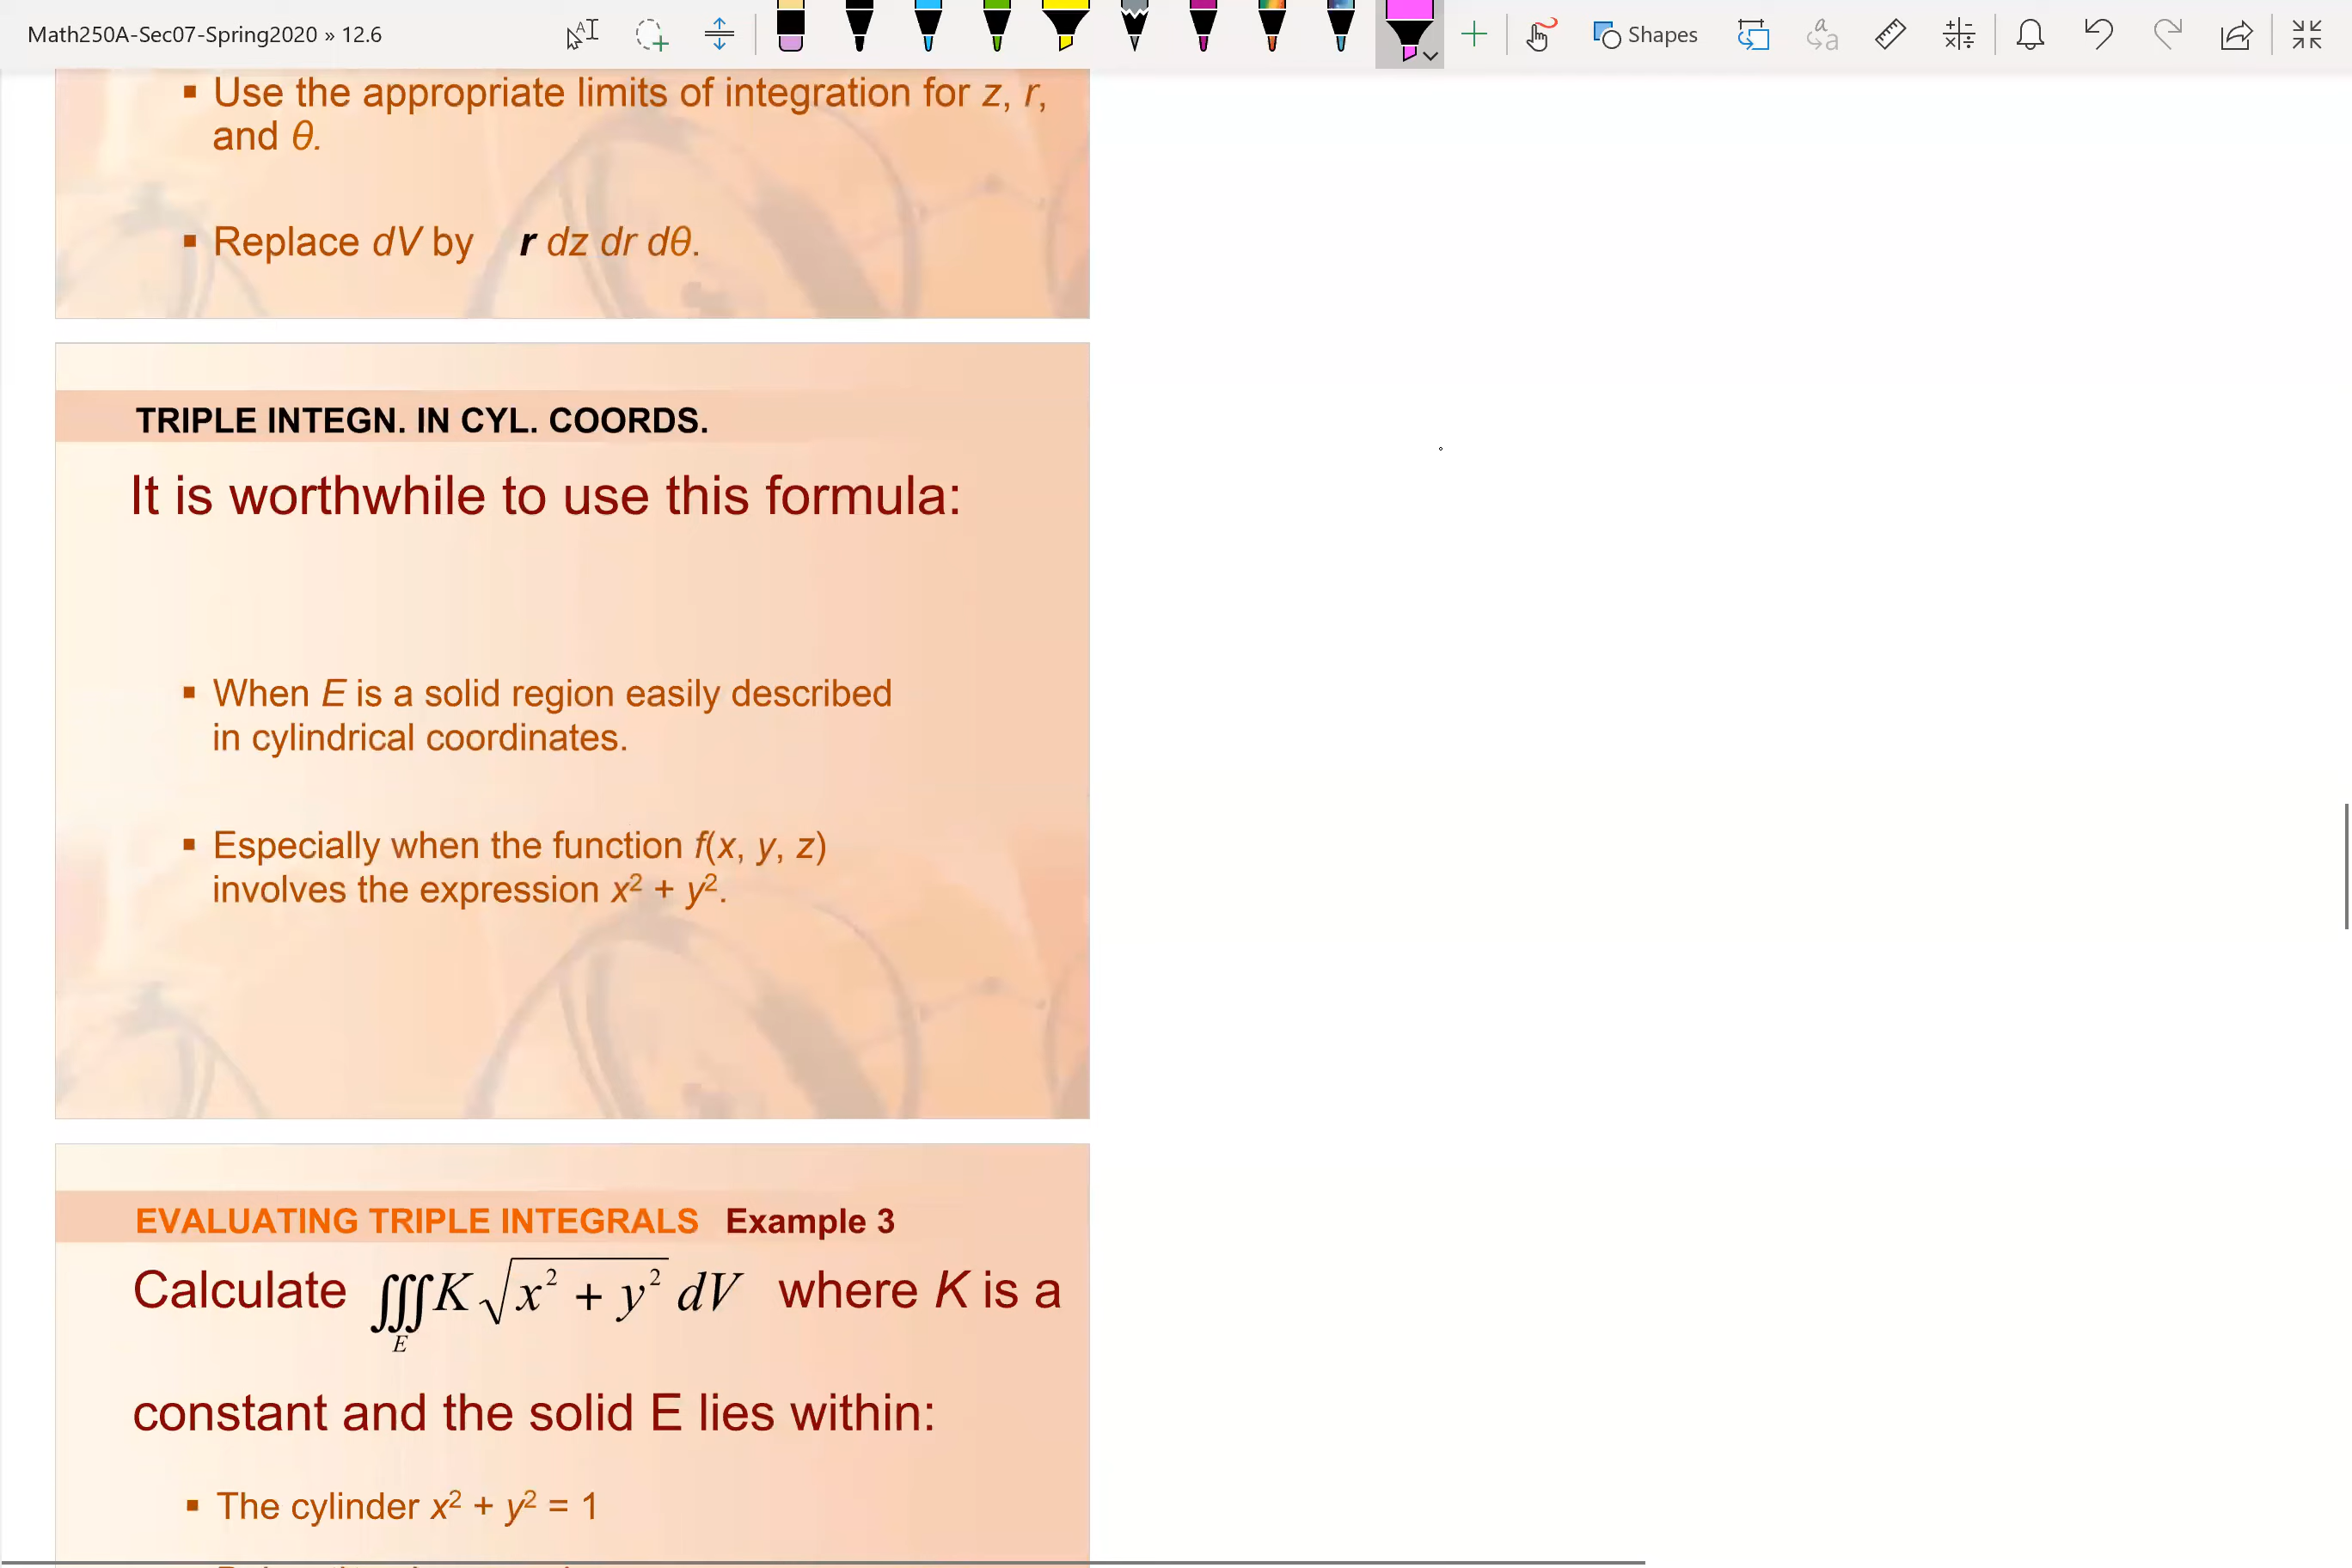 Math250A-Sec07-Spring2020 » 12.6
Shapes
▪ Use the appropriate limits of integration for z, r,
and θ.
▪ Replace dV by r dz dr dθ.
TRIPLE INTEGN. IN CYL. COORDS.
It is worthwhile to use this formula:
▪ When E is a solid region easily described
in cylindrical coordinates.
▪ Especially when the function f(x, y, z)
involves the expression x² + y².
EVALUATING TRIPLE INTEGRALS Example 3
Calculate ∭_E K√(x² + y²) dV where K is a
constant and the solid E lies within:
▪ The cylinder x² + y² = 1